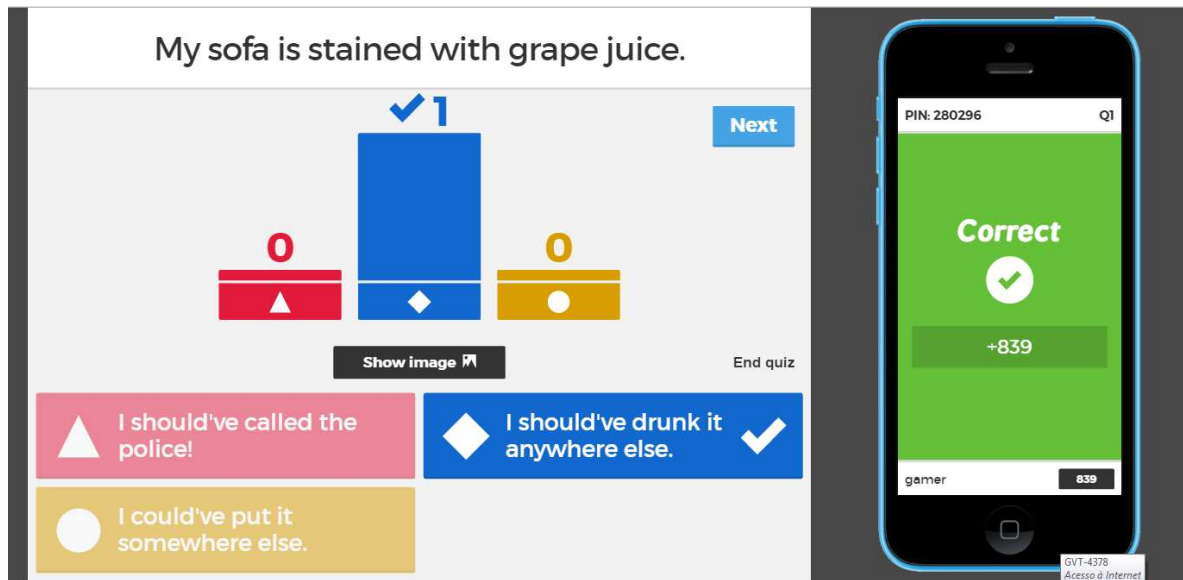 My sofa is stained with grape juice.
1
Next
0
0
Show image
End quiz
I should've called the
police!
I should've drunk it
anywhere else.
I could've put it
somewhere else.
PIN: 280296 Q1
Correct
+839
gamer 839
GVT-4378
Acesso à Internet